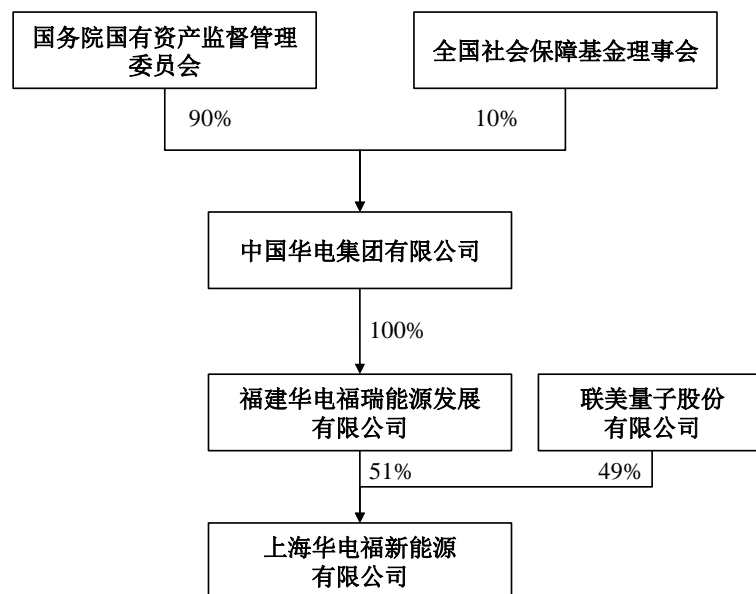 国务院国有资产监督管理
委员会
全国社会保障基金理事会
90%
10%
中国华电集团有限公司
100%
福建华电福瑞能源发展
有限公司
联美量子股份
有限公司
51%
49%
上海华电福新能源
有限公司